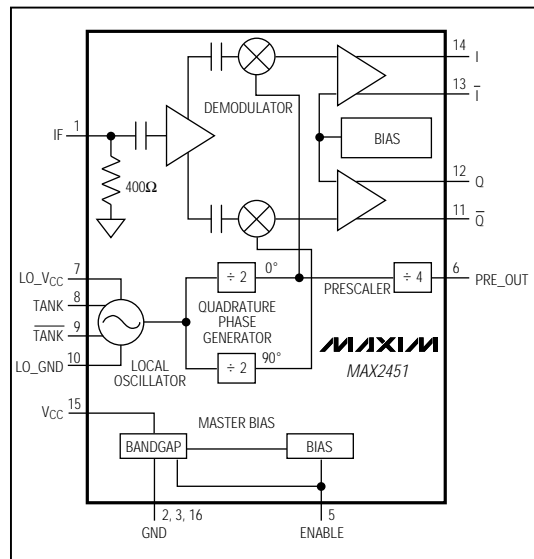 14
I
13
I
DEMODULATOR
1
IF
BIAS
400Ω
12
Q
11
Q
7
LO_VCC
÷ 2
0°
6
PRESCALER
÷ 4
PRE_OUT
TANK
8
QUADRATURE
PHASE
GENERATOR
TANK
9
MAXIM
MAX2451
LO_GND
10
LOCAL
OSCILLATOR
÷ 2
90°
VCC
15
MASTER BIAS
BANDGAP
BIAS
2, 3, 16
GND
5
ENABLE